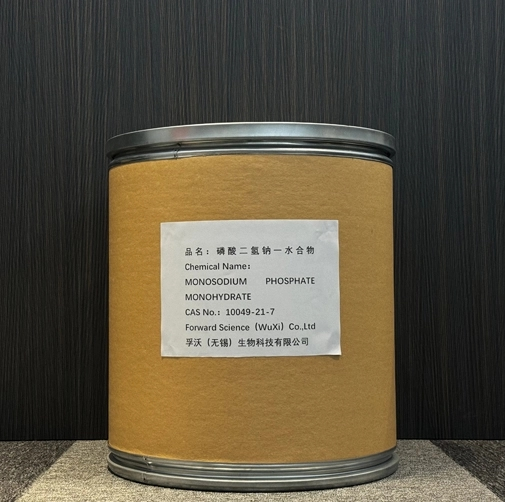 品名：磷酸二氢钠一水合物
Chemical Name:
MONOSODIUM PHOSPHATE
MONOHYDRATE
CAS No.: 10049-21-7
Forward Science (WuXi) Co.,Ltd
孚沃（无锡）生物科技有限公司